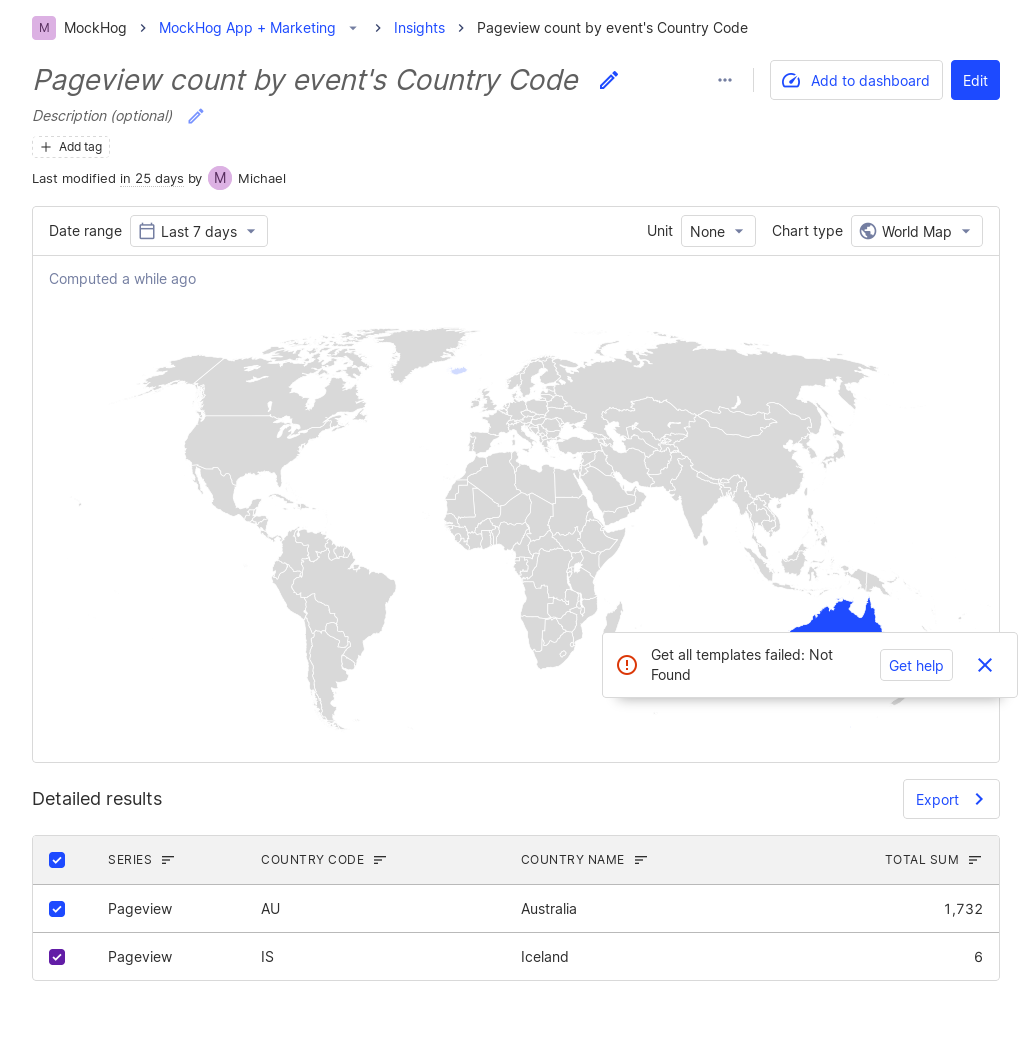 M MockHog MockHog App + Marketing Insights Pageview count by event's Country Code
Pageview count by event's Country Code
Add to dashboard
Edit
Description (optional)
Add tag
Last modified in 25 days by M Michael
Date range Last 7 days Unit None Chart type World Map
Computed a while ago
Get all templates failed: Not
Found
Get help
Detailed results
Export
SERIES COUNTRY CODE COUNTRY NAME TOTAL SUM
Pageview AU Australia 1,732
Pageview IS Iceland 6